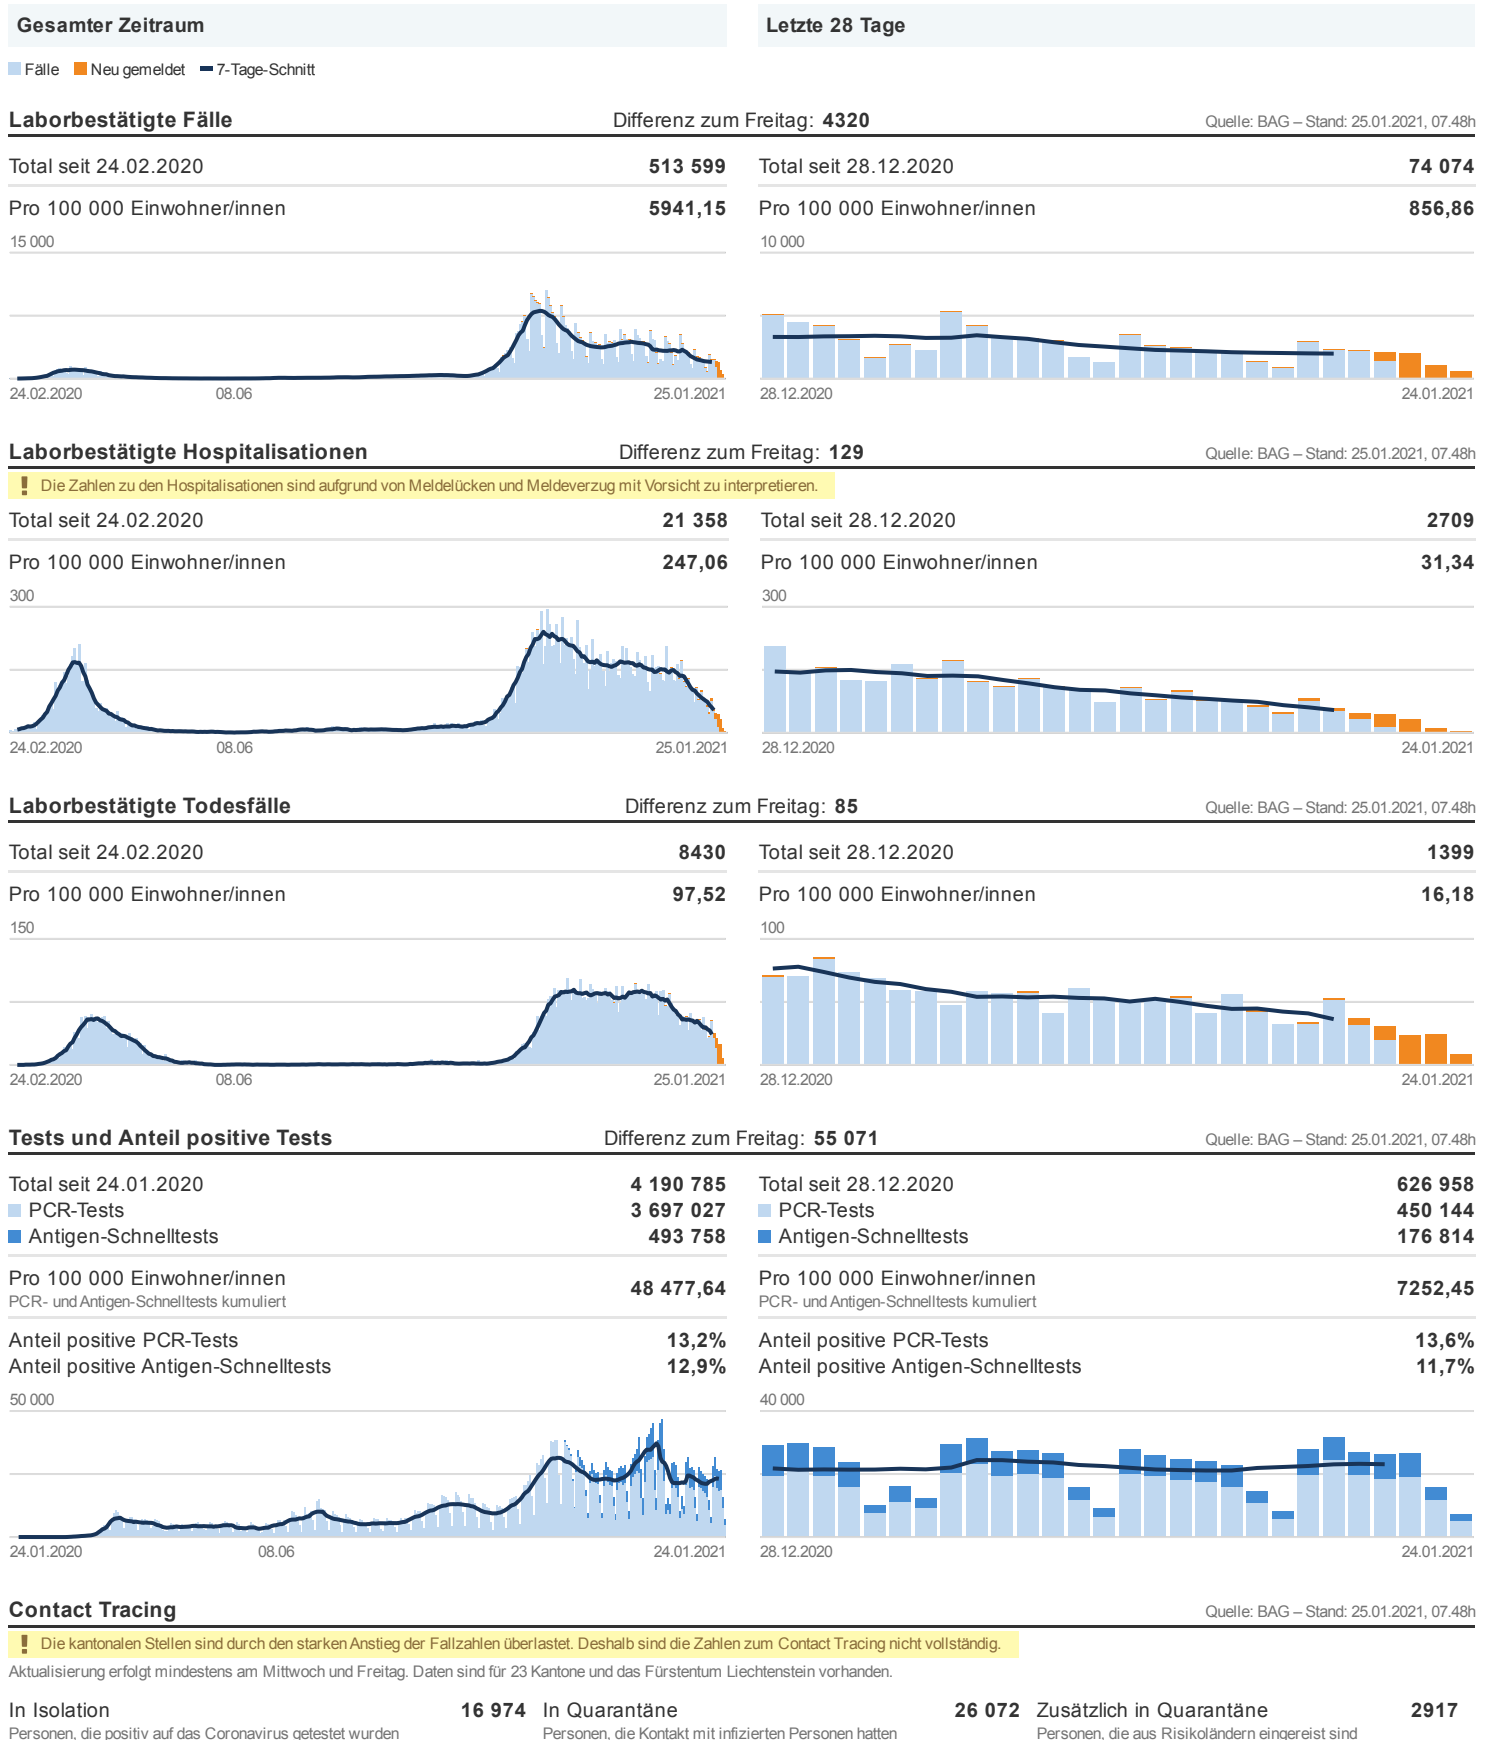 Gesamter Zeitraum
Letzte 28 Tage
Fälle Neu gemeldet 7-Tage-Schnitt
Laborbestätigte Fälle Differenz zum Freitag: 4320 Quelle: BAG – Stand: 25.01.2021, 07.48h
Total seit 24.02.2020 513 599 Total seit 28.12.2020 74 074
Pro 100 000 Einwohner/innen 5941,15 Pro 100 000 Einwohner/innen 856,86
15 000 10 000
24.02.2020 08.06 25.01.2021 28.12.2020 24.01.2021
Laborbestätigte Hospitalisationen Differenz zum Freitag: 129 Quelle: BAG – Stand: 25.01.2021, 07.48h
! Die Zahlen zu den Hospitalisationen sind aufgrund von Meldelücken und Meldeverzug mit Vorsicht zu interpretieren.
Total seit 24.02.2020 21 358 Total seit 28.12.2020 2709
Pro 100 000 Einwohner/innen 247,06 Pro 100 000 Einwohner/innen 31,34
300 300
24.02.2020 08.06 25.01.2021 28.12.2020 24.01.2021
Laborbestätigte Todesfälle Differenz zum Freitag: 85 Quelle: BAG – Stand: 25.01.2021, 07.48h
Total seit 24.02.2020 8430 Total seit 28.12.2020 1399
Pro 100 000 Einwohner/innen 97,52 Pro 100 000 Einwohner/innen 16,18
150 100
24.02.2020 08.06 25.01.2021 28.12.2020 24.01.2021
Tests und Anteil positive Tests Differenz zum Freitag: 55 071 Quelle: BAG – Stand: 25.01.2021, 07.48h
Total seit 24.01.2020 4 190 785 Total seit 28.12.2020 626 958
PCR-Tests 3 697 027 PCR-Tests 450 144
Antigen-Schnelltests 493 758 Antigen-Schnelltests 176 814
Pro 100 000 Einwohner/innen 48 477,64 Pro 100 000 Einwohner/innen 7252,45
PCR- und Antigen-Schnelltests kumuliert PCR- und Antigen-Schnelltests kumuliert
Anteil positive PCR-Tests 13,2% Anteil positive PCR-Tests 13,6%
Anteil positive Antigen-Schnelltests 12,9% Anteil positive Antigen-Schnelltests 11,7%
50 000 40 000
24.01.2020 08.06 24.01.2021 28.12.2020 24.01.2021
Contact Tracing Quelle: BAG – Stand: 25.01.2021, 07.48h
! Die kantonalen Stellen sind durch den starken Anstieg der Fallzahlen überlastet. Deshalb sind die Zahlen zum Contact Tracing nicht vollständig.
Aktualisierung erfolgt mindestens am Mittwoch und Freitag. Daten sind für 23 Kantone und das Fürstentum Liechtenstein vorhanden.
In Isolation 16 974 In Quarantäne 26 072 Zusätzlich in Quarantäne 2917
Personen, die positiv auf das Coronavirus getestet wurden Personen, die Kontakt mit infizierten Personen hatten Personen, die aus Risikoländern eingereist sind